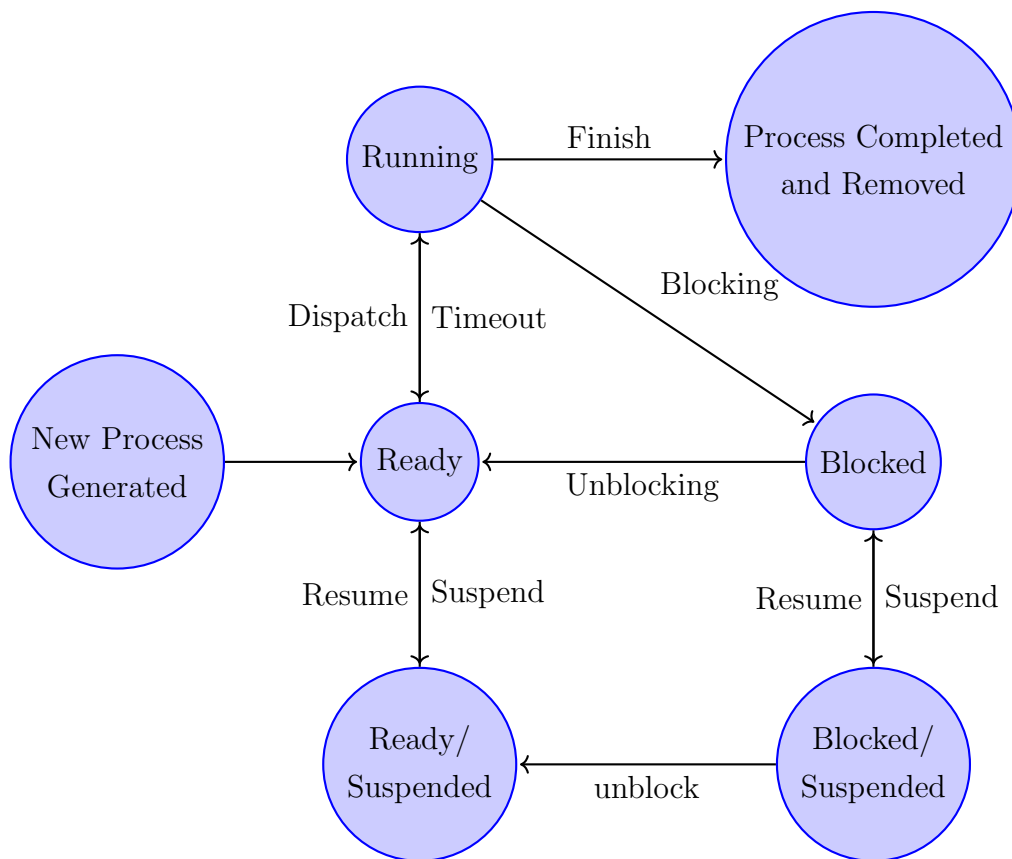 Finish
Running
Process Completed
and Removed
Blocking
Dispatch
Timeout
New Process
Generated
Ready
Blocked
Unblocking
Resume
Suspend
Resume
Suspend
Ready/
Suspended
Blocked/
Suspended
unblock